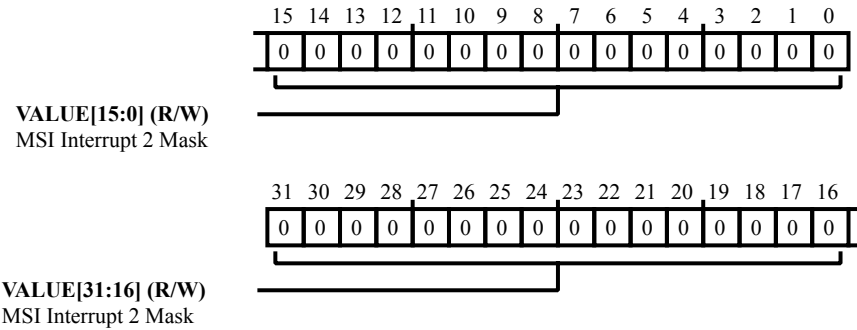 15 14 13 12 11 10 9 8 7 6 5 4 3 2 1 0
0 0 0 0 0 0 0 0 0 0 0 0 0 0 0 0
VALUE[15:0] (R/W)
MSI Interrupt 2 Mask
31 30 29 28 27 26 25 24 23 22 21 20 19 18 17 16
0 0 0 0 0 0 0 0 0 0 0 0 0 0 0 0
VALUE[31:16] (R/W)
MSI Interrupt 2 Mask